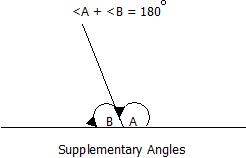 <A + <B = 180°
B A
Supplementary Angles